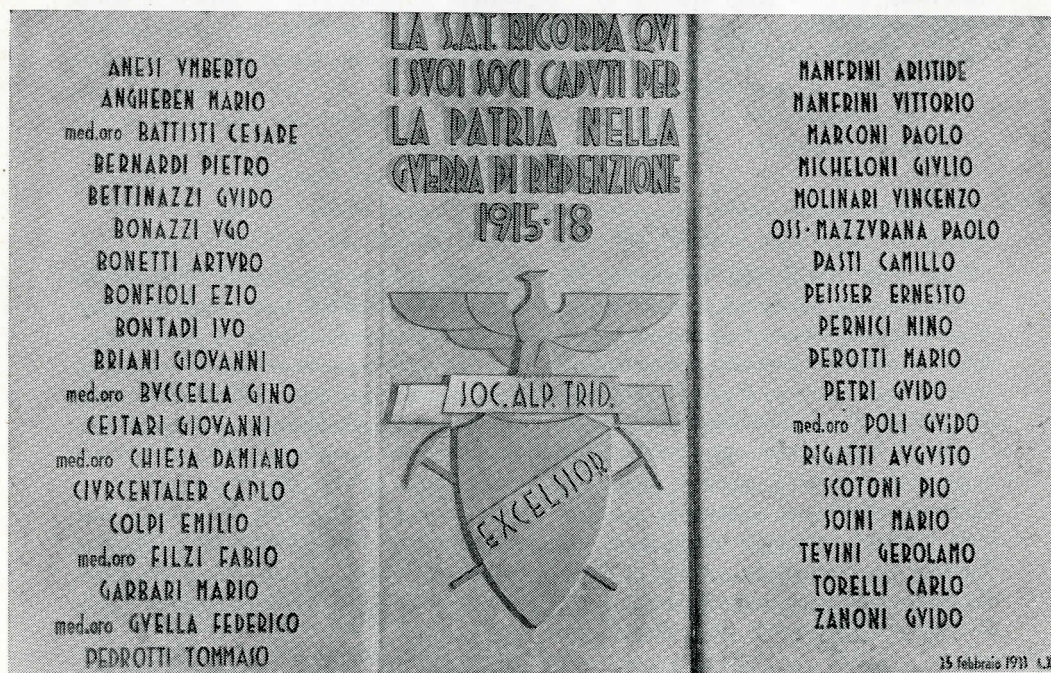 ANESI VMBERTO
ANGHEBEN MARIO
med.oro BATTISTI CESARE
BERNARDI PIETRO
BETTINAZZI GVIDO
BONAZZI VGO
BONETTI ARTVRO
BONFIOLI EZIO
BONTADI IVO
BRIANI GIOVANNI
med.oro BVCCELLA GINO
CESTARI GIOVANNI
med.oro CHIESA DAMIANO
CIVRCENTALER CARLO
COLPI EMILIO
med.oro FILZI FABIO
GARBARI MARIO
med.oro GVELLA FEDERICO
PEDROTTI TOMMASO
LA S.A.T. RICORDA QVI
I SVOI SOCI CADVTI PER
LA PATRIA NELLA
GVERRA DI REDENZIONE
1915·18
SOC. ALP. TRID.
EXCELSIOR
MANFRINI ARISTIDE
MANFRINI VITTORIO
MARCONI PAOLO
MICHELONI GIVLIO
MOLINARI VINCENZO
OSS·MAZZVRANA PAOLO
PASTI CAMILLO
PEISSER ERNESTO
PERNICI NINO
PEROTTI MARIO
PETRI GVIDO
med.oro POLI GVIDO
RIGATTI AVGVSTO
SCOTONI PIO
SOINI MARIO
TEVINI GEROLAMO
TORELLI CARLO
ZANONI GVIDO
febbraio